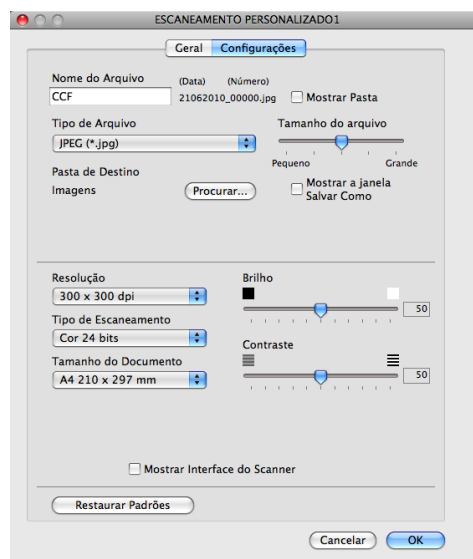 ESCANEAMENTO PERSONALIZADO1
Geral Configurações
Nome do Arquivo (Data) (Número)
CCF 21062010_00000.jpg Mostrar Pasta
Tipo de Arquivo Tamanho do arquivo
JPEG (*.jpg)
Pequeno Grande
Pasta de Destino
Imagens Procurar... Mostrar a janela
Salvar Como
Resolução Brilho
300 x 300 dpi
50
Tipo de Escaneamento
Cor 24 bits
Contraste
Tamanho do Documento
A4 210 x 297 mm 50
Mostrar Interface do Scanner
Restaurar Padrões
Cancelar OK